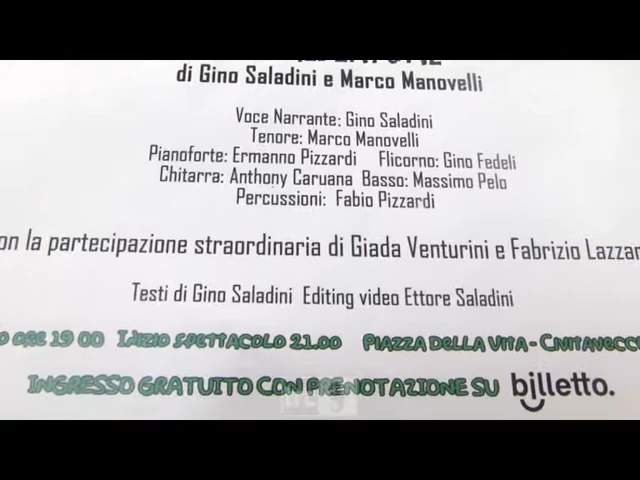 di Gino Saladini e Marco Manovelli
Voce Narrante: Gino Saladini
Tenore: Marco Manovelli
Pianoforte: Ermanno Pizzardi Flicorno: Gino Fedeli
Chitarra: Anthony Caruana Basso: Massimo Pelo
Percussioni: Fabio Pizzardi
la partecipazione straordinaria di Giada Venturini e Fabrizio
Testi di Gino Saladini Editing video Ettore Saladini
ORE 19 00 INIZIO SPETTACOLO 21.00 PIAZZA DELLA VITA -
INGRESSO GRATUITO CON PRENOTAZIONE SU billetto.